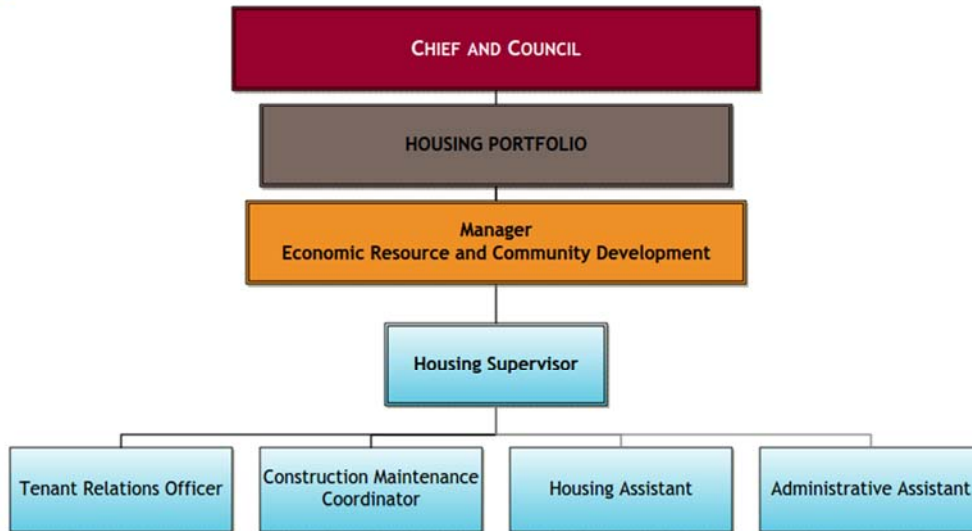 CHIEF AND COUNCIL
HOUSING PORTFOLIO
Manager
Economic Resource and Community Development
Housing Supervisor
Tenant Relations Officer
Construction Maintenance
Coordinator
Housing Assistant
Administrative Assistant